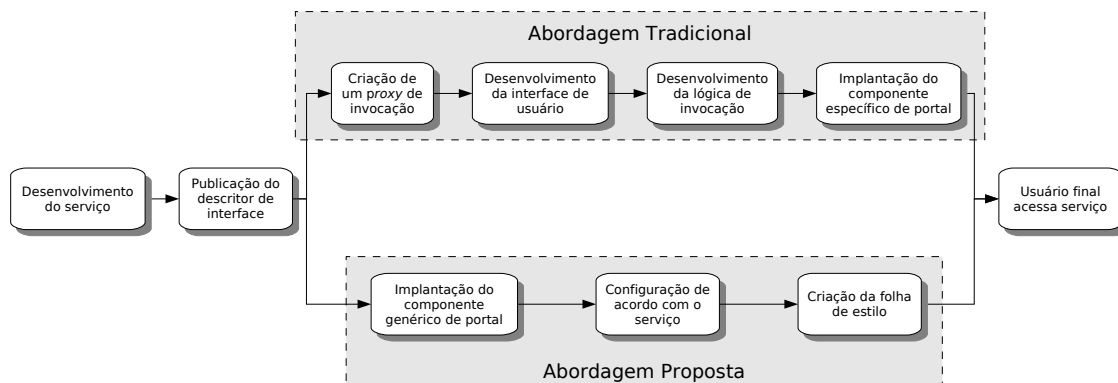 Abordagem Tradicional
Criação de
um proxy de
invocação
Desenvolvimento
da interface de
usuário
Desenvolvimento
da lógica de
invocação
Implantação do
componente
específico de portal
Desenvolvimento
do serviço
Publicação do
descritor de
interface
Usuário final
acessa serviço
Implantação do
componente
genérico de portal
Configuração de
acordo com o
serviço
Criação da folha
de estilo
Abordagem Proposta